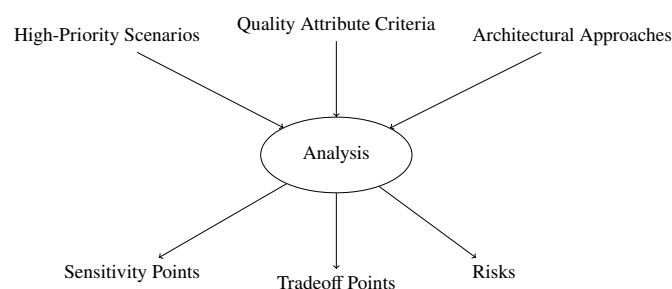 High-Priority Scenarios
Quality Attribute Criteria
Architectural Approaches
Analysis
Sensitivity Points
Tradeoff Points
Risks